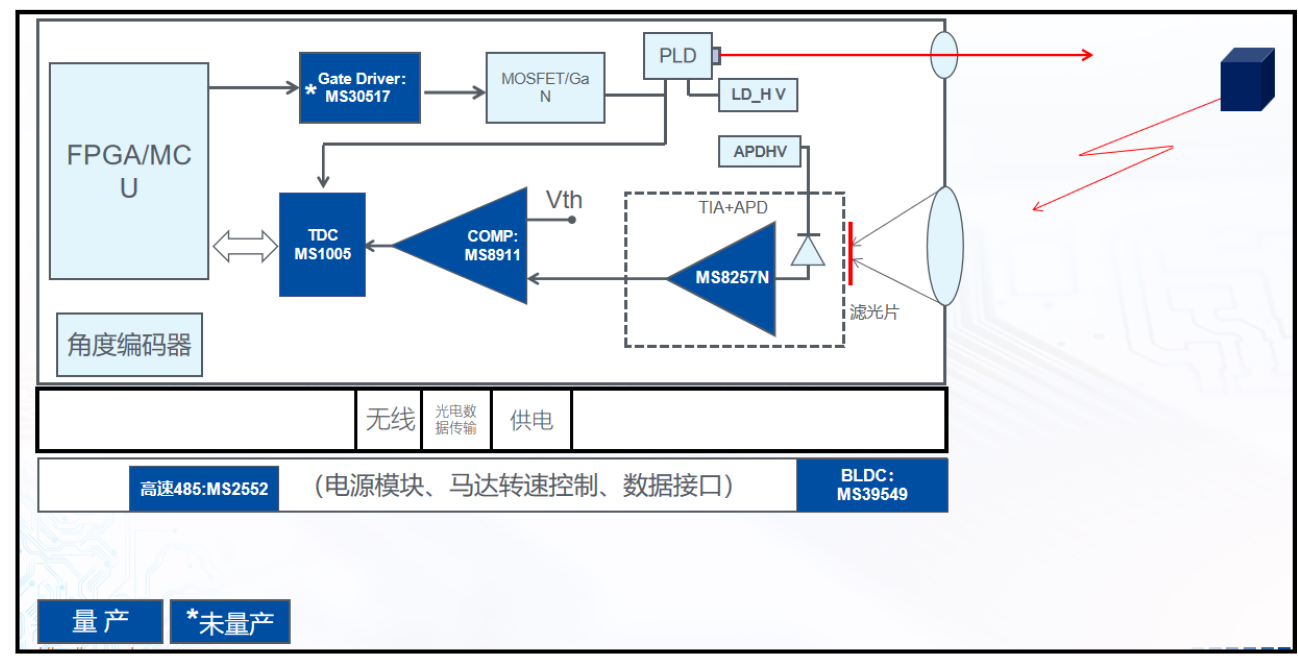 PLD
Gate Driver:
* MS30517
MOSFET/Ga
N
LD_H V
FPGA/MC
U
APDHV
Vth
TIA+APD
TDC
MS1005
COMP:
MS8911
MS8257N
滤光片
角度编码器
无线
光电数
据传输
供电
高速485:MS2552
(电源模块、马达转速控制、数据接口)
BLDC:
MS39549
量产
*未量产